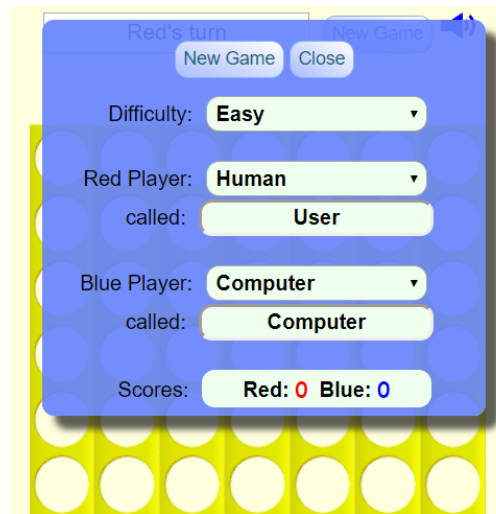 Red's turn New Game
New Game Close
Difficulty: Easy
Red Player: Human
called: User
Blue Player: Computer
called: Computer
Scores: Red: 0 Blue: 0